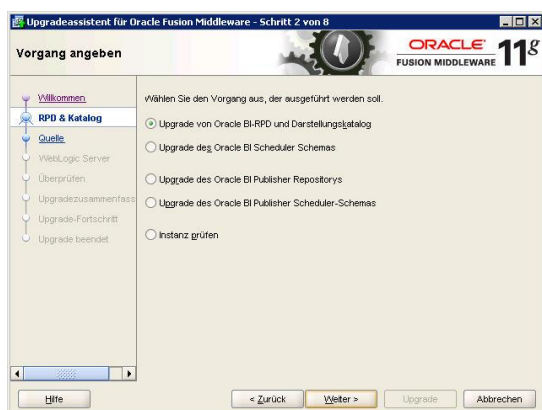 Upgradeassistent für Oracle Fusion Middleware - Schritt 2 von 8
Vorgang angeben
ORACLE
FUSION MIDDLEWARE 11g
Willkommen
RPD & Katalog
Quelle
WebLogic Server
Überprüfen
Upgradezusammenfass
Upgrade-Fortschritt
Upgrade beendet
Wählen Sie den Vorgang aus, der ausgeführt werden soll.
Upgrade von Oracle BI-RPD und Darstellungskatalog
Upgrade des Oracle BI Scheduler Schemas
Upgrade des Oracle BI Publisher Repositorys
Upgrade des Oracle BI Publisher Scheduler-Schemas
Instanz prüfen
Hilfe
< Zurück
Weiter >
Upgrade
Abbrechen